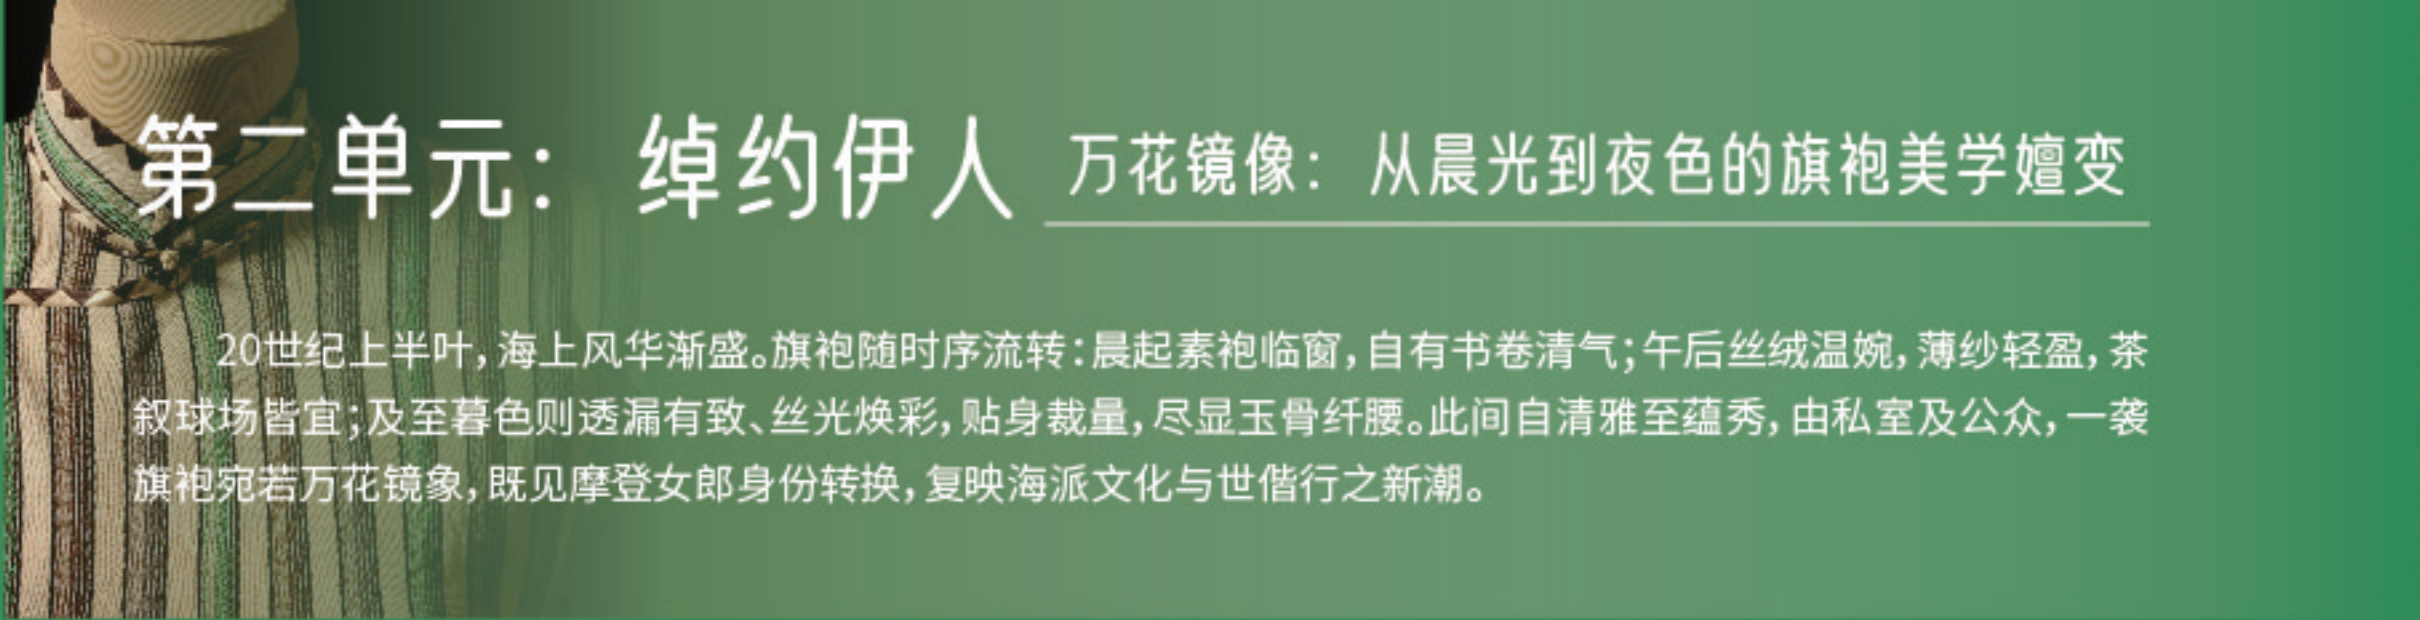 第二单元： 绰约伊人 万花镜像： 从晨光到夜色的旗袍美学嬗变
20世纪上半叶，海上风华渐盛。旗袍随时序流转：晨起素袍临窗，自有书卷清气；午后丝绒温婉，薄纱轻盈，茶
叙球场皆宜；及至暮色则透漏有致、丝光焕彩，贴身裁量，尽显玉骨纤腰。此间自清雅至蕴秀，由私室及公众，一袭
旗袍宛若万花镜象，既见摩登女郎身份转换，复映海派文化与世偕行之新潮。